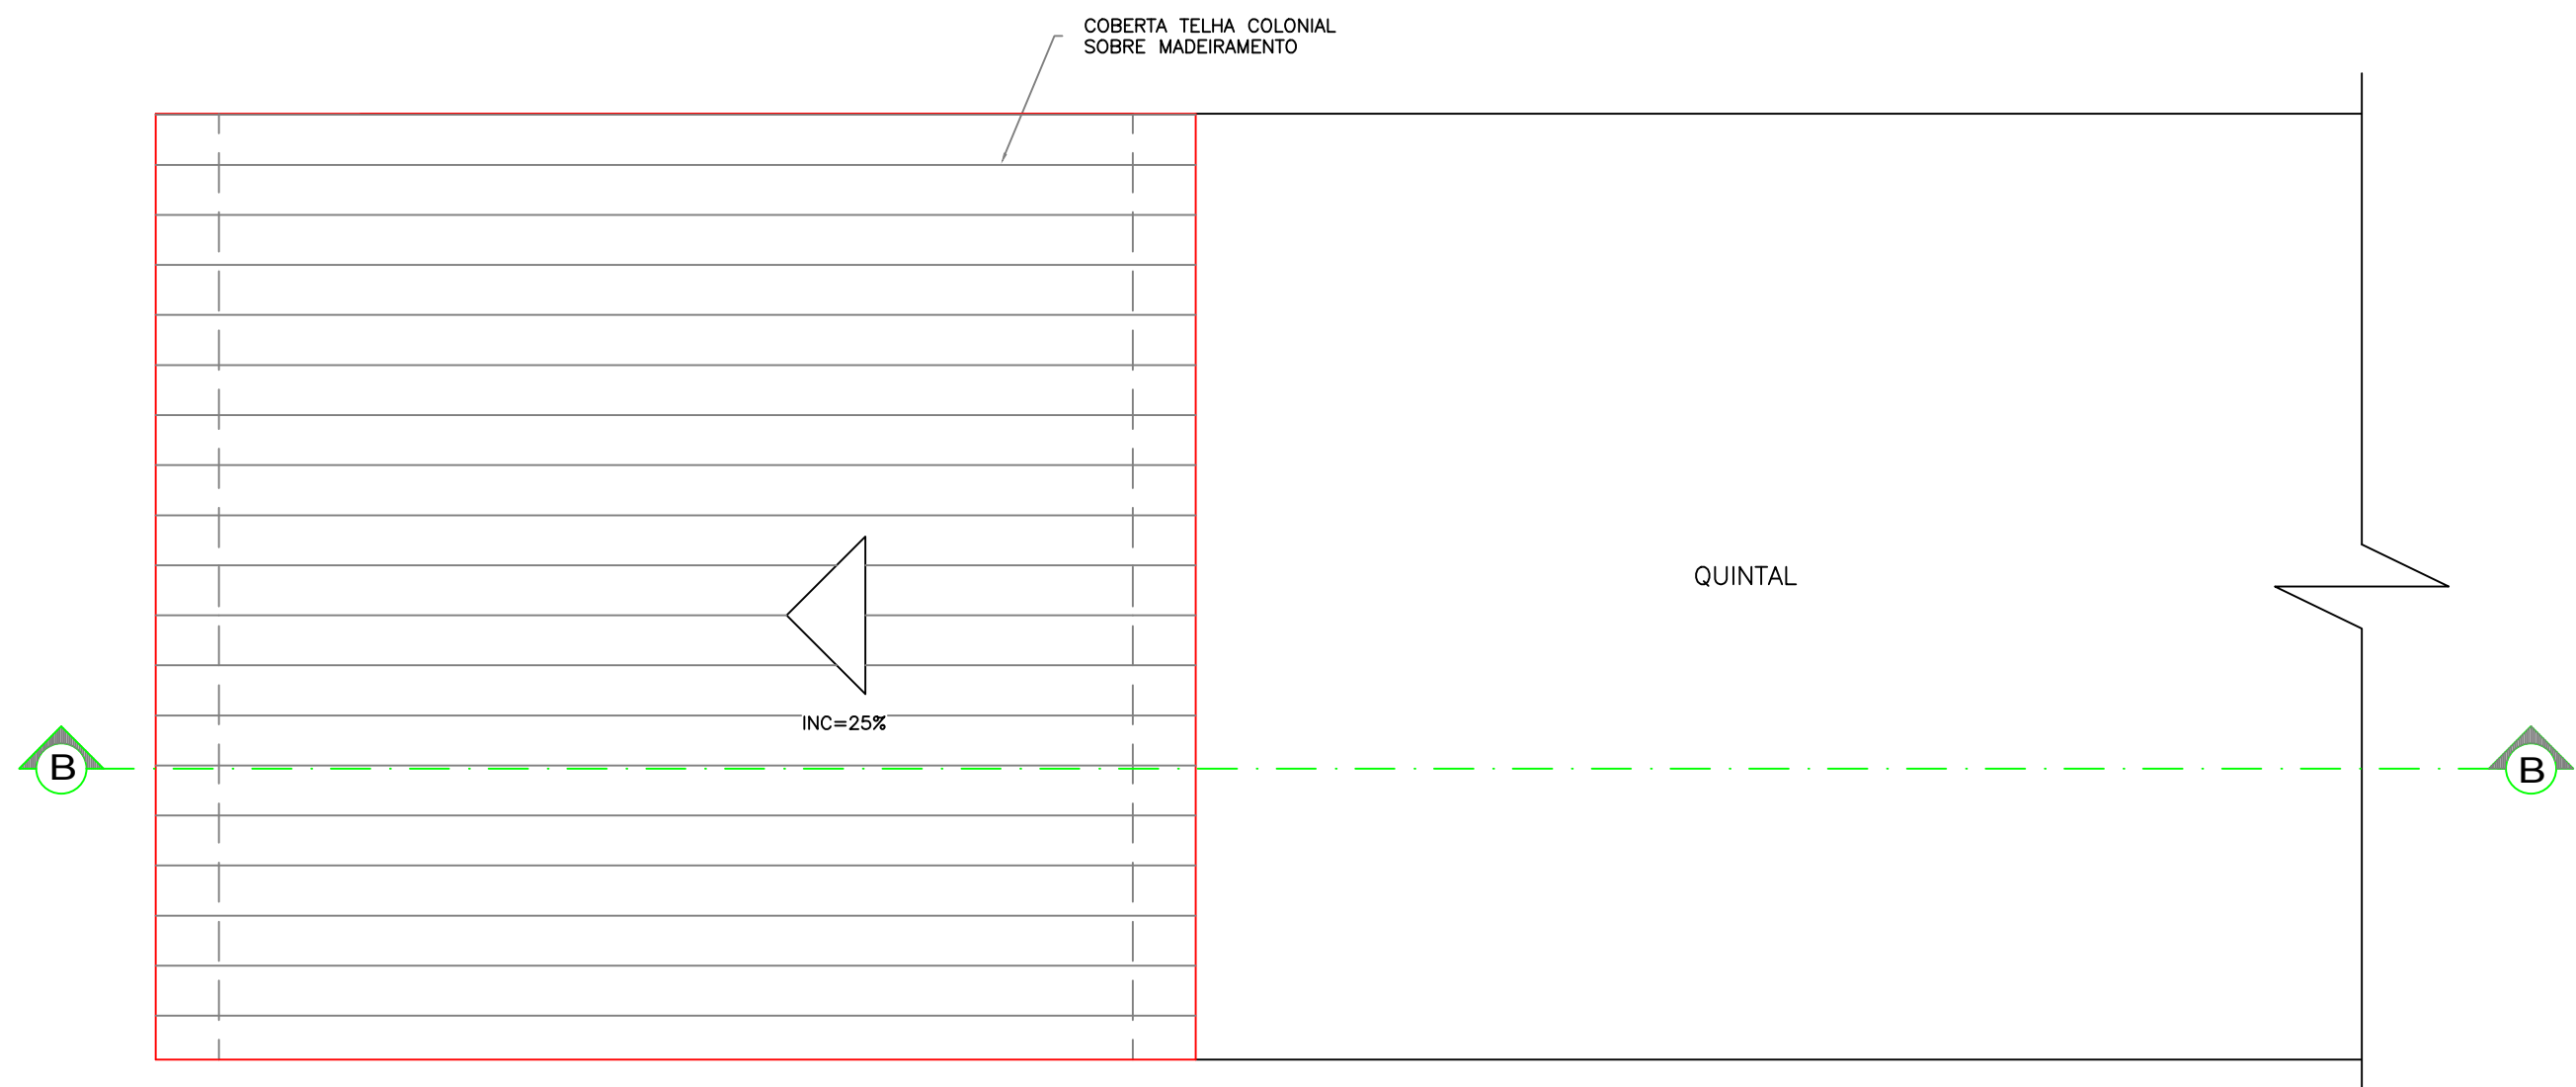 COBERTA TELHA COLONIAL
SOBRE MADEIRAMENTO
QUINTAL
INC=25%
B
B